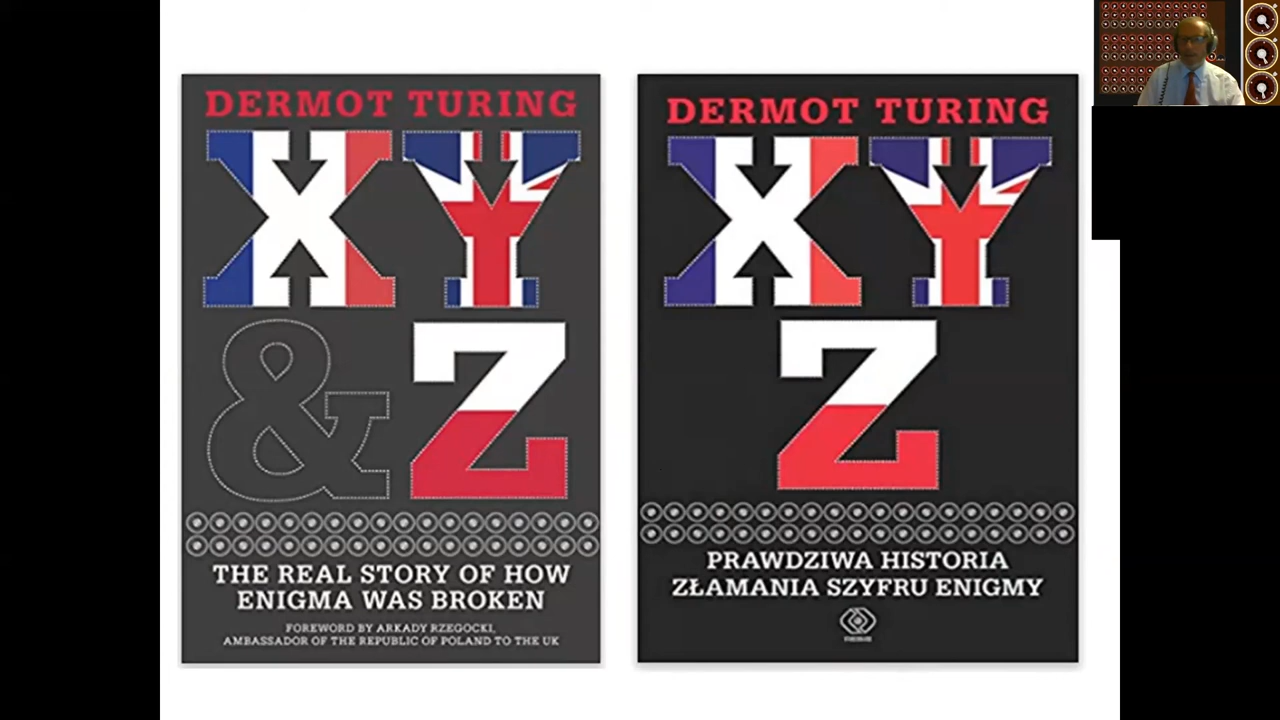 DERMOT TURING
X Y
& Z
THE REAL STORY OF HOW
ENIGMA WAS BROKEN
FOREWORD BY ARKADY RZEGOCKI,
AMBASSADOR OF THE REPUBLIC OF POLAND TO THE UK
DERMOT TURING
X Y
Z
PRAWDZIWA HISTORIA
ZŁAMANIA SZYFRU ENIGMY